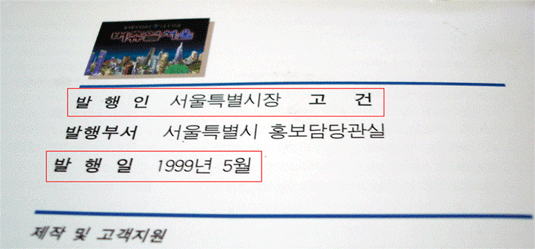 발 행 인 서울특별시장 고 건
발행부서 서울특별시 홍보담당관실
발 행 일 1999년 5월
제작 및 고객지원